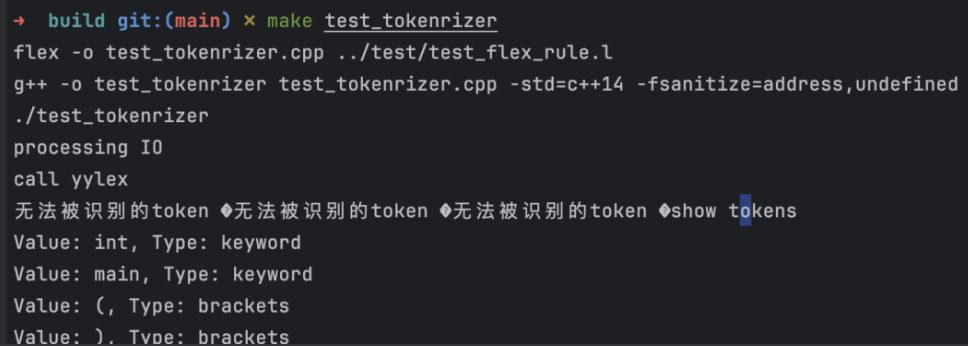 → build git:(main) × make test_tokenrizer
flex -o test_tokenrizer.cpp ../test/test_flex_rule.l
g++ -o test_tokenrizer test_tokenrizer.cpp -std=c++14 -fsanitize=address,undefined
./test_tokenrizer
processing IO
call yylex
无法被识别的token �无法被识别的token �无法被识别的token �show tokens
Value: int, Type: keyword
Value: main, Type: keyword
Value: (, Type: brackets
Value: ), Type: brackets